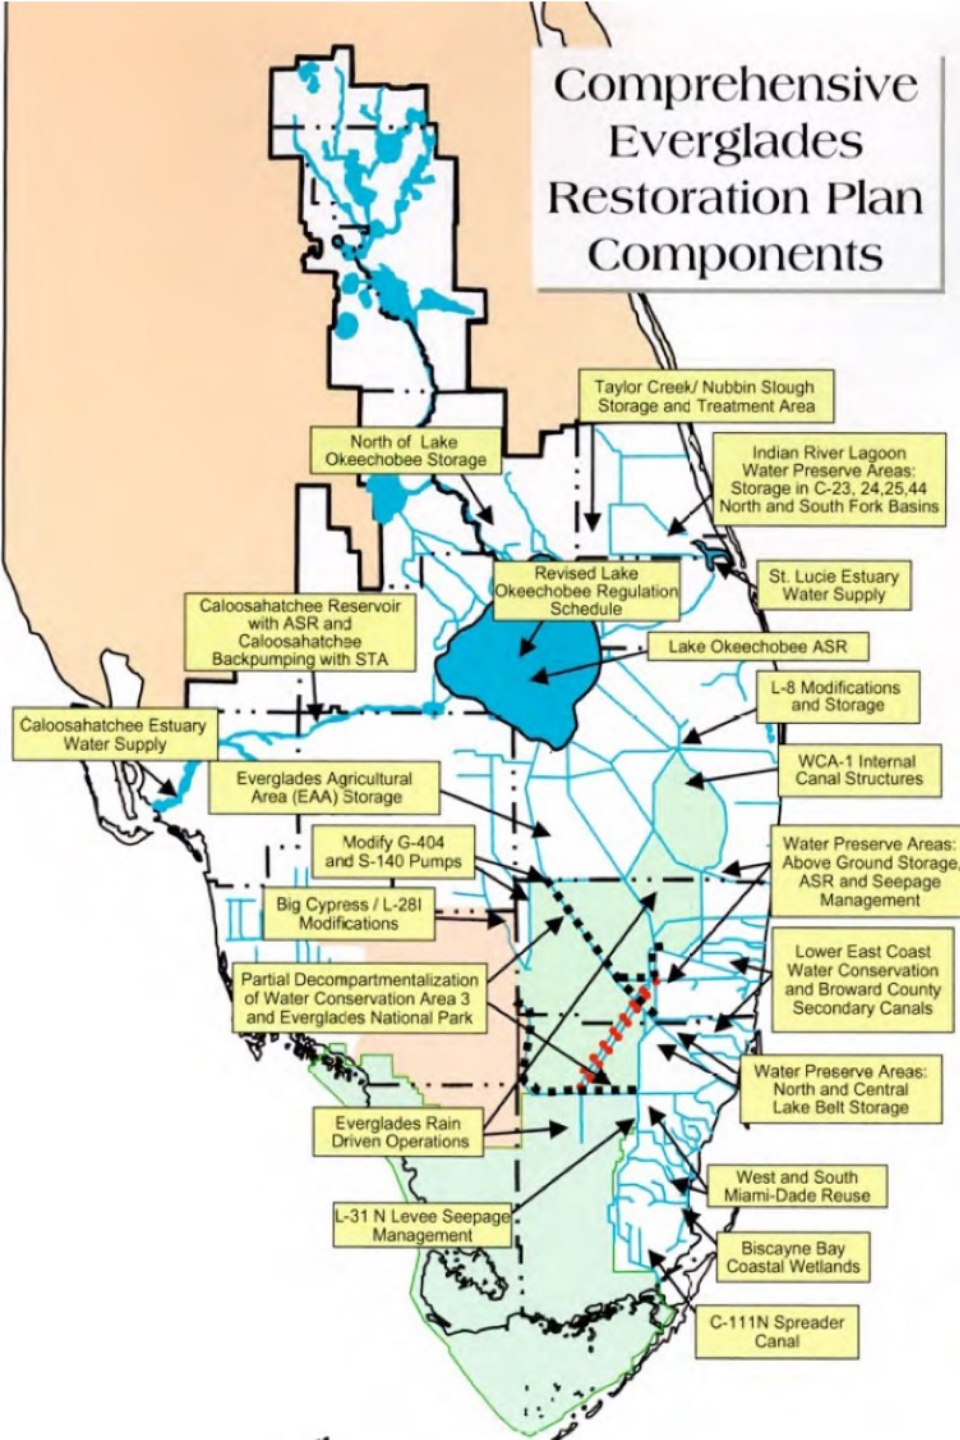 Comprehensive
Everglades
Restoration Plan
Components
Taylor Creek/ Nubbin Slough
Storage and Treatment Area
North of Lake
Okeechobee Storage
Indian River Lagoon
Water Preserve Areas:
Storage in C-23, 24,25,44
North and South Fork Basins
Revised Lake
Okeechobee Regulation
Schedule
St. Lucie Estuary
Water Supply
Caloosahatchee Reservoir
with ASR and
Caloosahatchee
Backpumping with STA
Lake Okeechobee ASR
L-8 Modifications
and Storage
Caloosahatchee Estuary
Water Supply
WCA-1 Internal
Canal Structures
Everglades Agricultural
Area (EAA) Storage
Modify G-404
and S-140 Pumps
Water Preserve Areas:
Above Ground Storage,
ASR and Seepage
Management
Big Cypress / L-28I
Modifications
Lower East Coast
Water Conservation
and Broward County
Secondary Canals
Partial Decompartmentalization
of Water Conservation Area 3
and Everglades National Park
Water Preserve Areas:
North and Central
Lake Belt Storage
Everglades Rain
Driven Operations
West and South
Miami-Dade Reuse
L-31 N Levee Seepage
Management
Biscayne Bay
Coastal Wetlands
C-111N Spreader
Canal